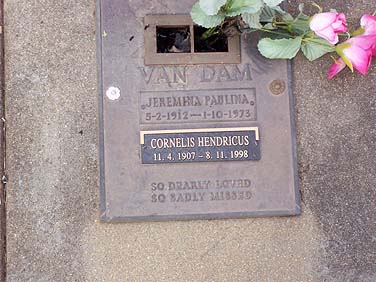 VAN DAM
JEREMINA PAULINA
5-2-1912 — 1-10-1973
CORNELIS HENDRICUS
11. 4. 1907 – 8. 11. 1998
SO DEARLY LOVED
SO SADLY MISSED